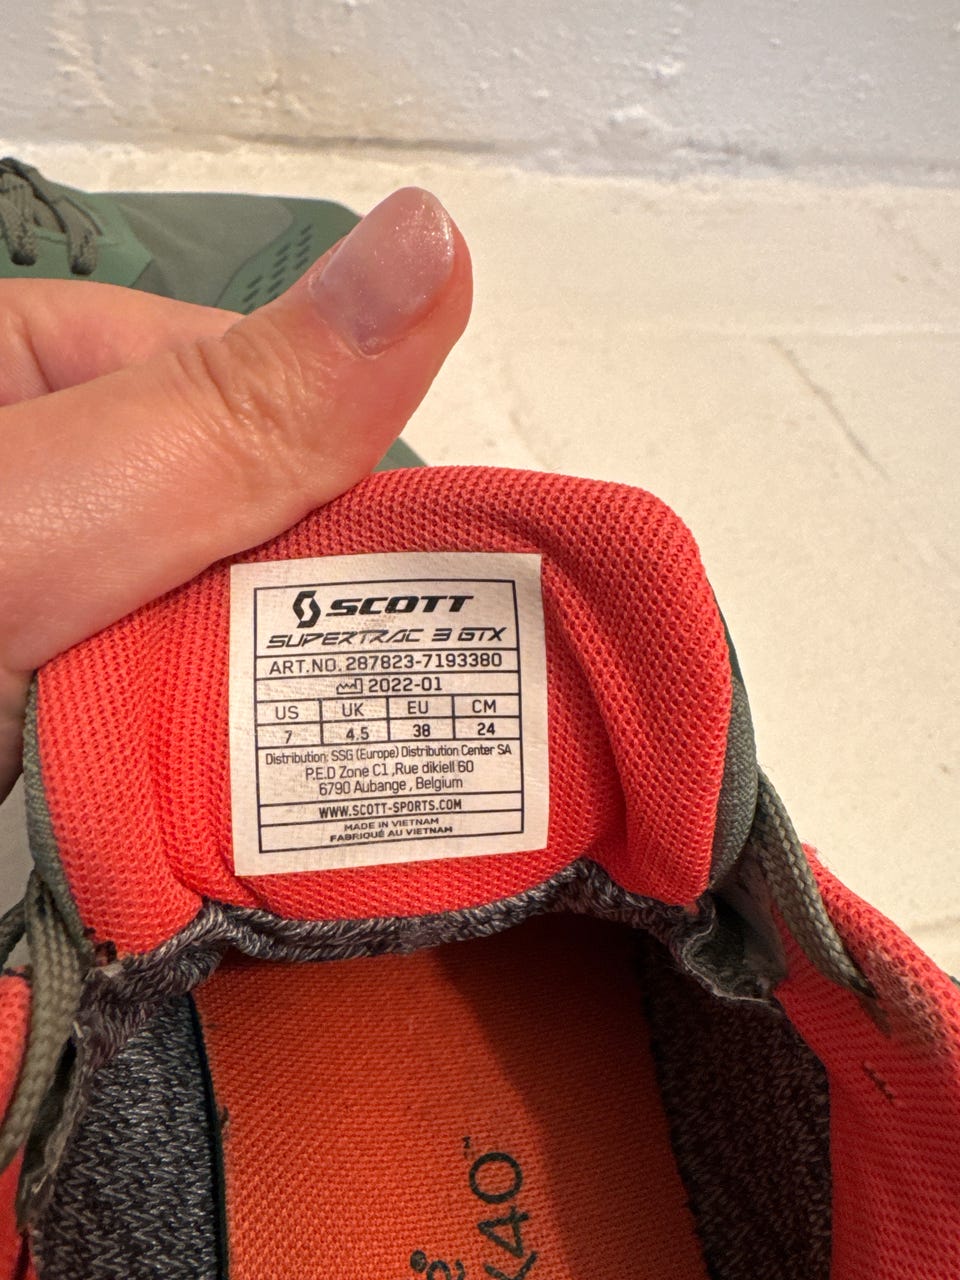 SCOTT
SUPERTRAC 3 GTX
ART.NO. 287823-7193380
2022-01
US UK EU CM
7 4.5 38 24
Distribution: SSG (Europe) Distribution Center SA
P.E.D Zone C1 ,Rue dikiell 60
6790 Aubange , Belgium
WWW.SCOTT-SPORTS.COM
MADE IN VIETNAM
FABRIQUÉ AU VIETNAM
X40™